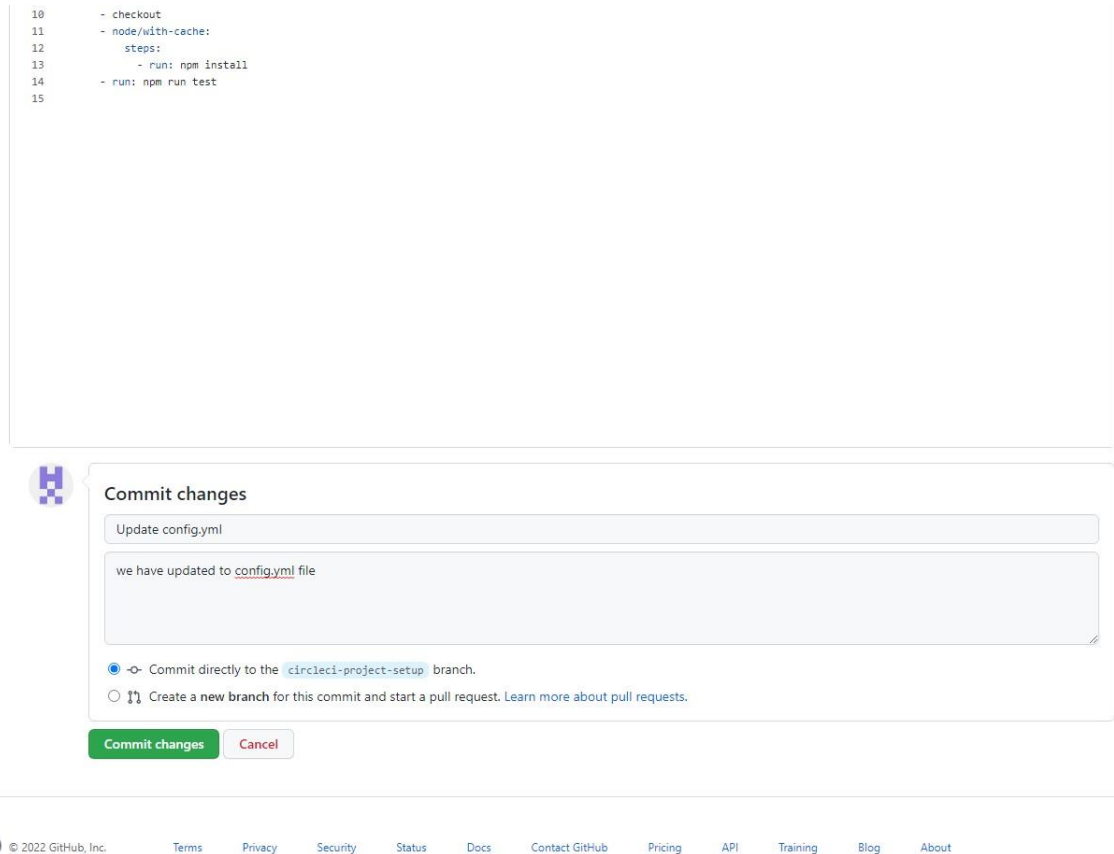 10 - checkout
11 - node/with-cache:
12 steps:
13 - run: npm install
14 - run: npm run test
15
Commit changes
Update config.yml
we have updated to config.yml file
Commit directly to the circleci-project-setup branch.
Create a new branch for this commit and start a pull request. Learn more about pull requests.
Commit changes Cancel
© 2022 GitHub, Inc. Terms Privacy Security Status Docs Contact GitHub Pricing API Training Blog About